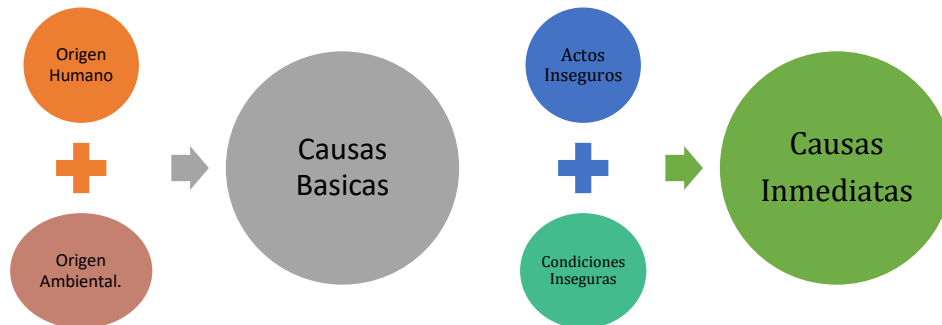 Origen
Humano
Origen
Ambiental.
Causas
Basicas
Actos
Inseguros
Condiciones
Inseguras
Causas
Inmediatas